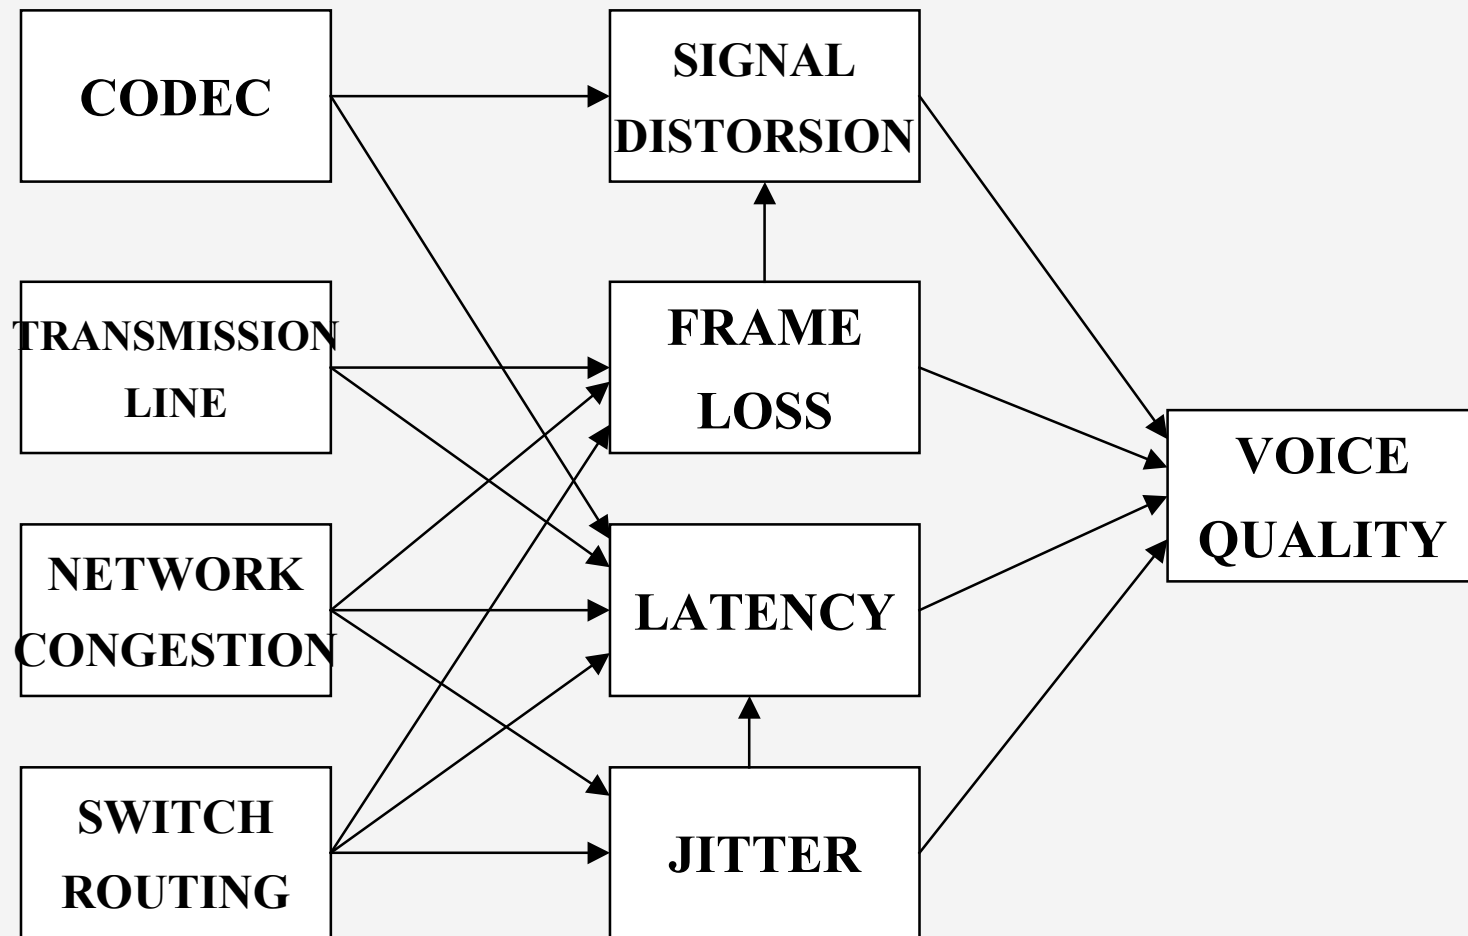 CODEC
SIGNAL
DISTORSION
TRANSMISSION
LINE
FRAME
LOSS
NETWORK
CONGESTION
LATENCY
VOICE
QUALITY
SWITCH
ROUTING
JITTER